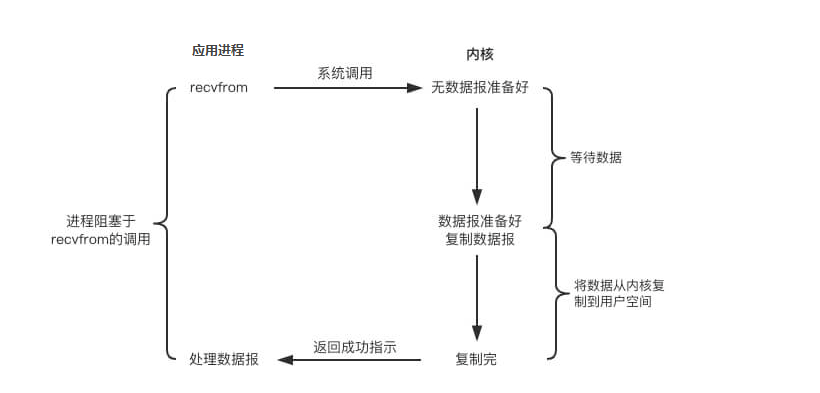 应用进程
内核
系统调用
recvfrom
无数据报准备好
等待数据
进程阻塞于
recvfrom的调用
数据报准备好
复制数据报
将数据从内核复
制到用户空间
返回成功指示
处理数据报
复制完